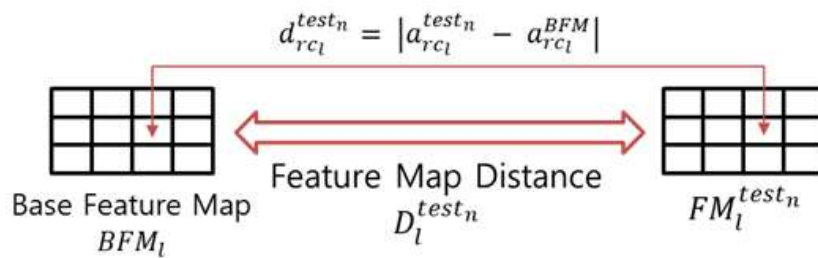 $d_{rc_l}^{test_n} = |a_{rc_l}^{test_n} - a_{rc_l}^{BFM}|$
Feature Map Distance
$D_l^{test_n}$
Base Feature Map
$BFM_l$
$FM_l^{test_n}$